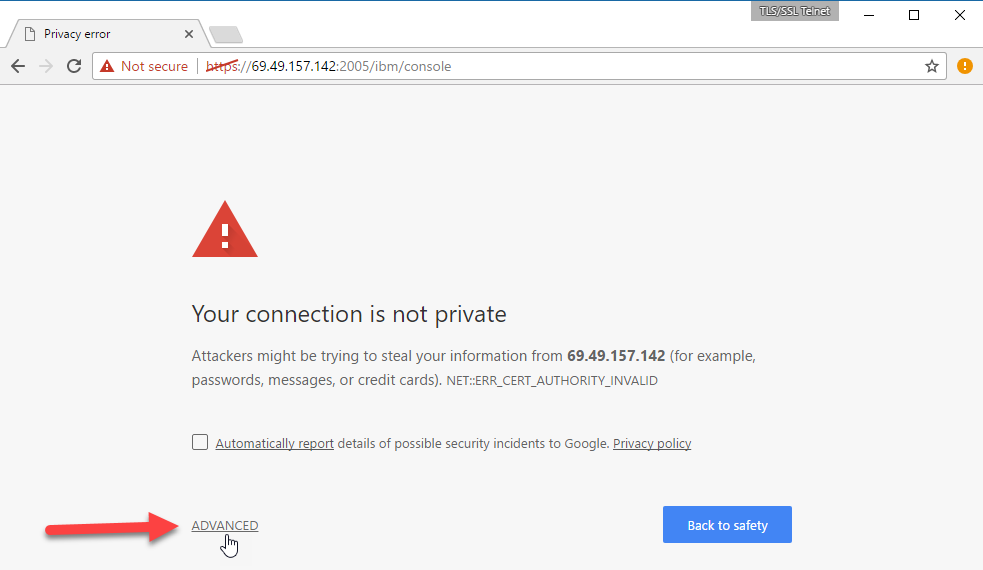 TLS/SSL Telnet
Privacy error
Not secure https://69.49.157.142:2005/ibm/console
Your connection is not private
Attackers might be trying to steal your information from 69.49.157.142 (for example,
passwords, messages, or credit cards). NET::ERR_CERT_AUTHORITY_INVALID
Automatically report details of possible security incidents to Google. Privacy policy
ADVANCED
Back to safety